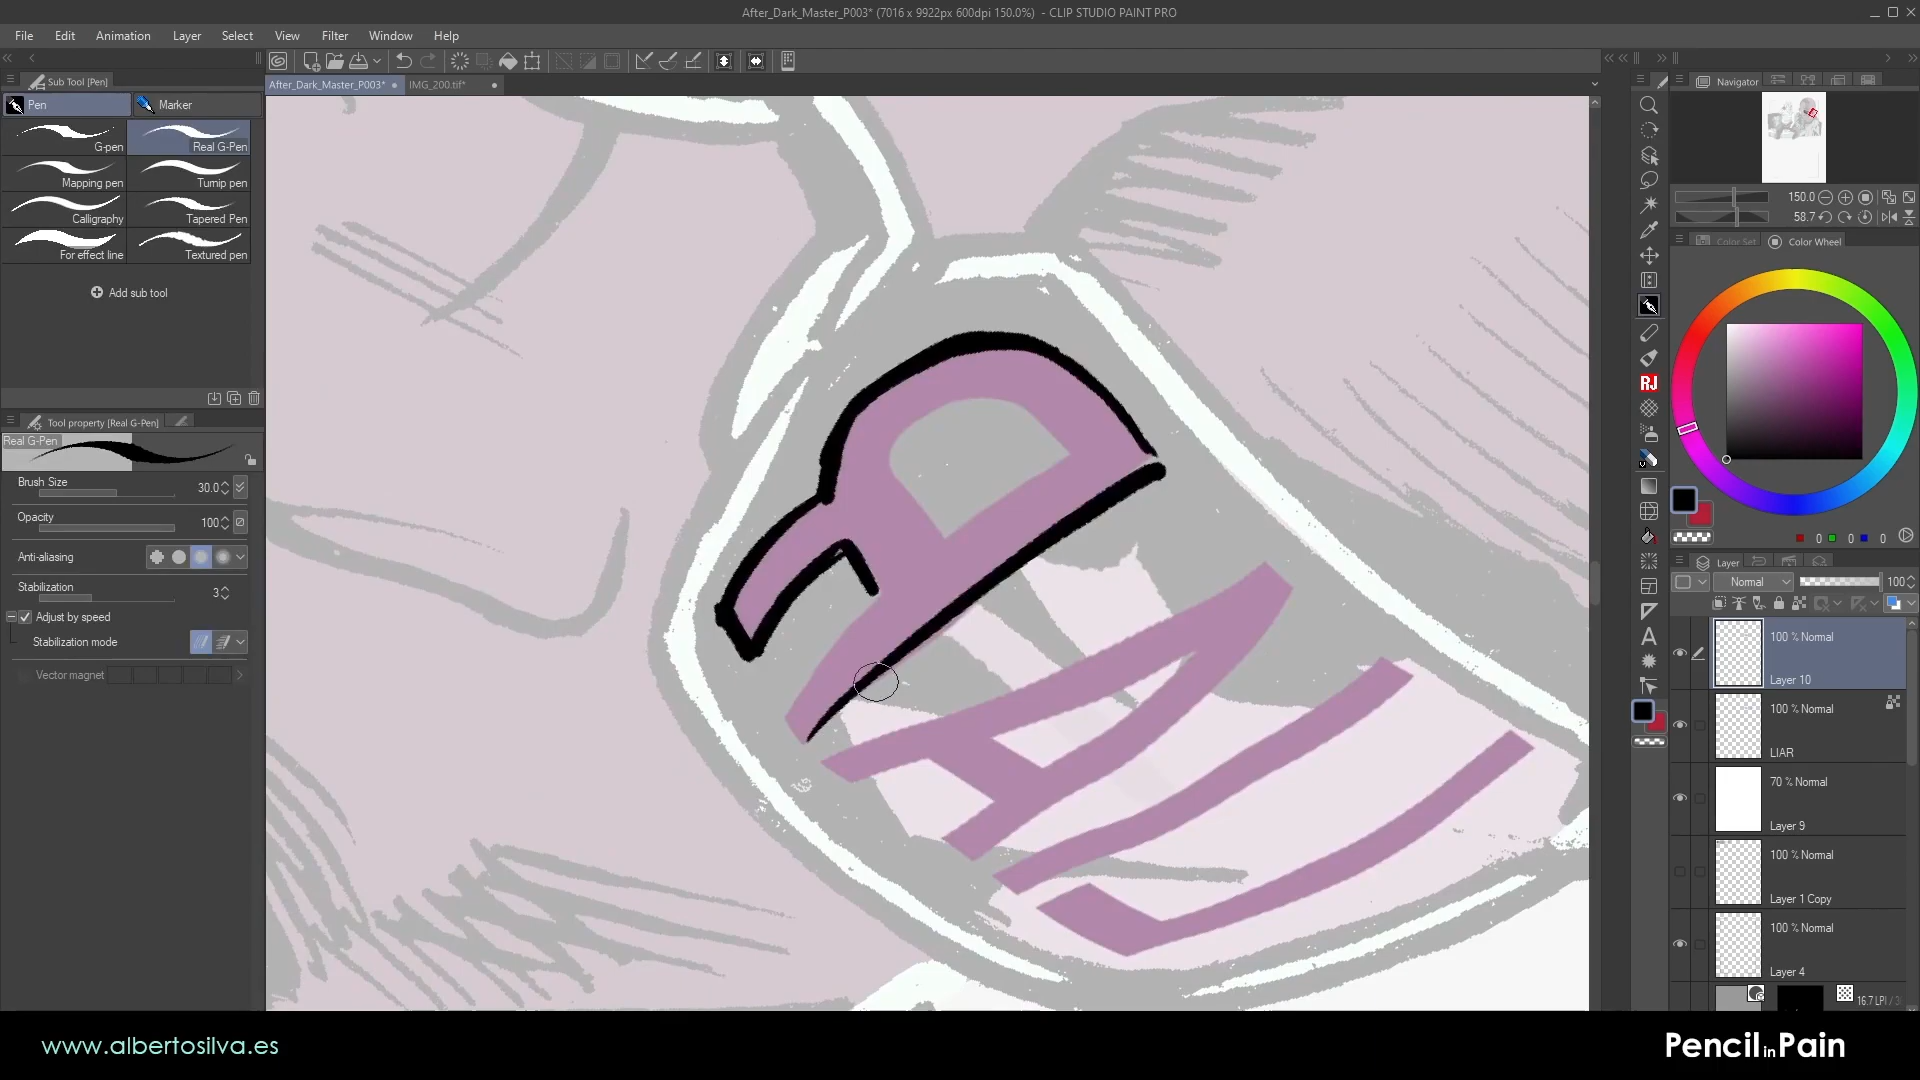 After_Dark_Master_P003* (7016 x 9922px 600dpi 150.0%) - CLIP STUDIO PAINT PRO
File Edit Animation Layer Select View Filter Window Help
Sub Tool [Pen]
After_Dark_Master_P003*
IMG_200.tif*
Navigator
Pen
Marker
G-pen
Real G-Pen
Mapping pen
Turnip pen
Calligraphy
Tapered Pen
For effect line
Textured pen
Add sub tool
150.0
58.7
Color Set
Color Wheel
RJ
Tool property [Real G-Pen]
Real G-Pen
Brush Size
30.0
Opacity
100
Anti-aliasing
Stabilization
3
Adjust by speed
Stabilization mode
Vector magnet
0 0 0
Layer
Normal
100
100 % Normal
Layer 10
100 % Normal
LIAR
70 % Normal
Layer 9
100 % Normal
Layer 1 Copy
100 % Normal
Layer 4
A
LIAR
www.albertosilva.es
Pencil in Pain